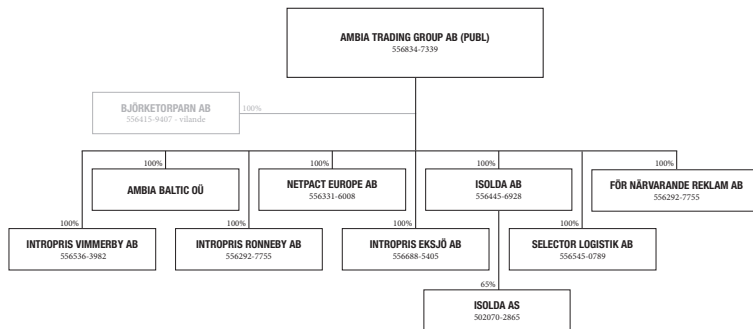 AMBIA TRADING GROUP AB (PUBL)
556834-7339
BJÖRKETORPARN AB
556415-9407 - vilande
100%
100%
AMBIA BALTIC OÜ
100%
NETPACT EUROPE AB
556331-6008
100%
ISOLDA AB
556445-6928
100%
FÖR NÄRVARANDE REKLAM AB
556292-7755
100%
INTROPRIS VIMMERBY AB
556536-3982
100%
INTROPRIS RONNEBY AB
556292-7755
100%
INTROPRIS EKSJÖ AB
556688-5405
100%
SELECTOR LOGISTIK AB
556545-0789
65%
ISOLDA AS
502070-2865